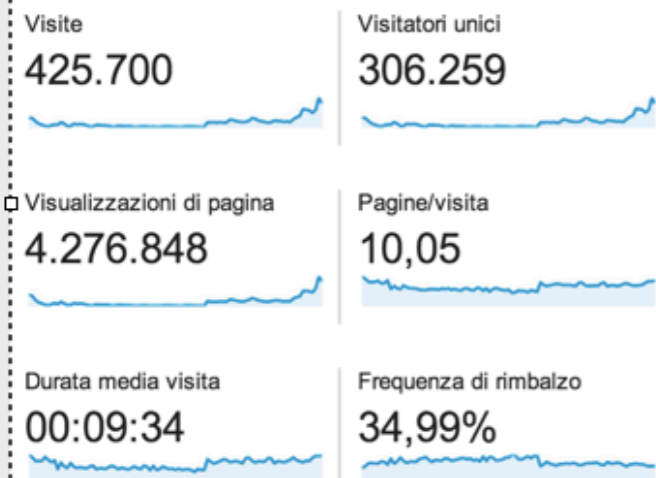 Visite
425.700
Visitatori unici
306.259
Visualizzazioni di pagina
4.276.848
Pagine/visita
10,05
Durata media visita
00:09:34
Frequenza di rimbalzo
34,99%